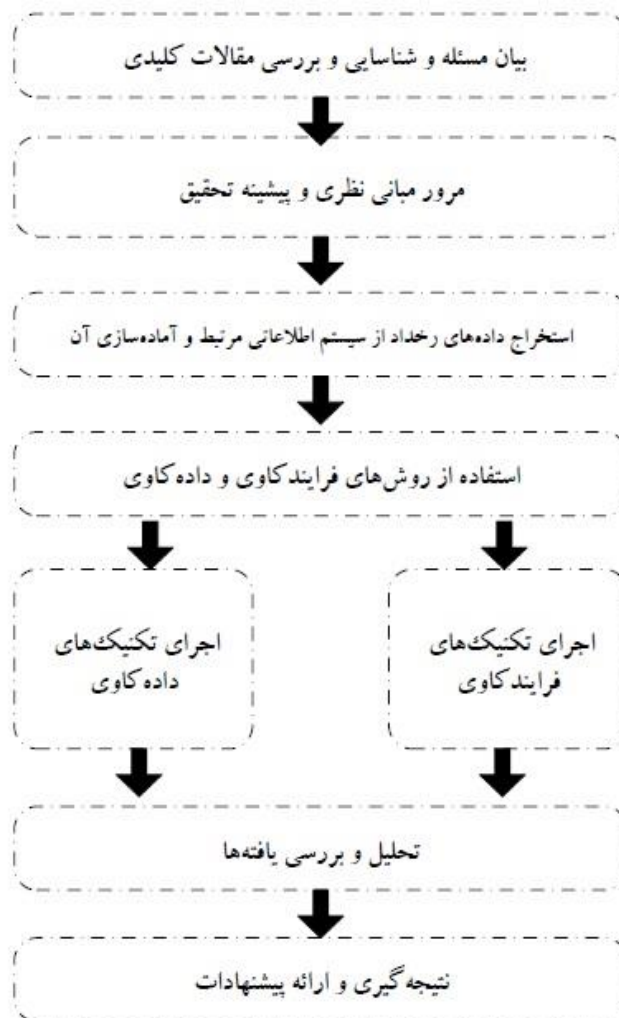 بیان مسئله و شناسایی و بررسی مقالات کلیدی
مرور مبانی نظری و پیشینه تحقیق
استخراج داده‌های رخداد از سیستم اطلاعاتی مرتبط و آماده‌سازی آن
استفاده از روش‌های فرایندکاوی و داده‌کاوی
اجرای تکنیک‌های
فرایندکاوی
اجرای تکنیک‌های
داده‌کاوی
تحلیل و بررسی یافته‌ها
نتیجه‌گیری و ارائه پیشنهادات